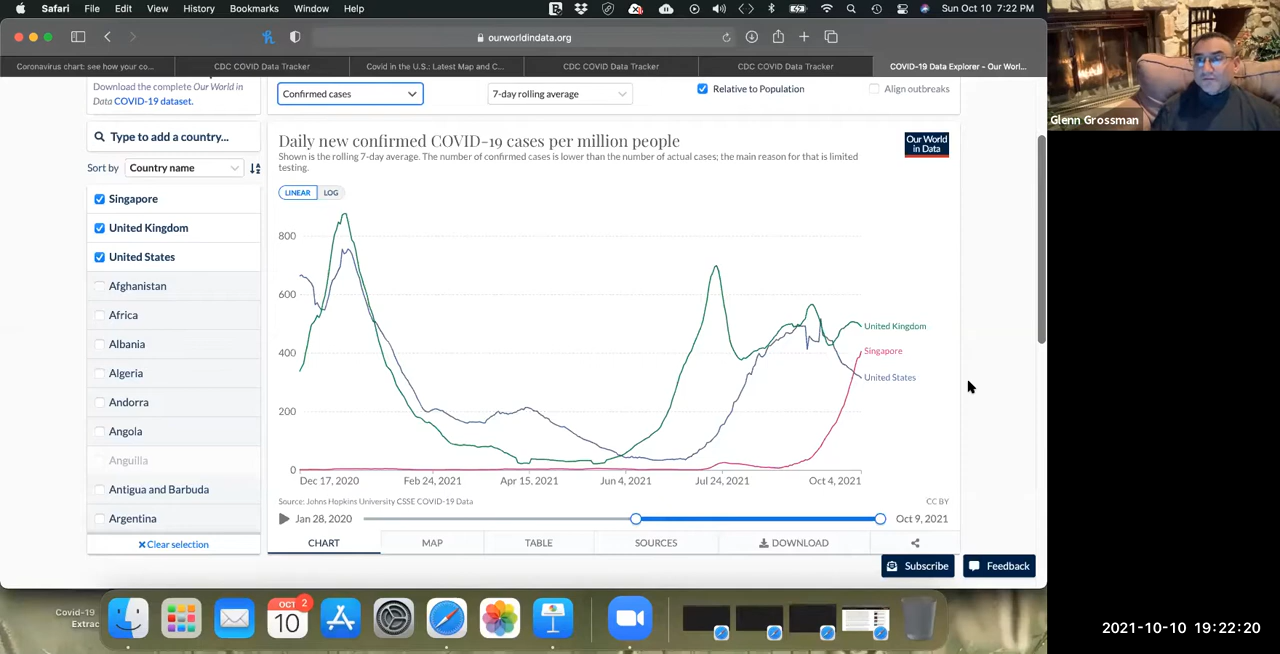 Safari File Edit View History Bookmarks Window Help
Sun Oct 10 7:22 PM
ourworldindata.org
Coronavirus chart: see how your co...
CDC COVID Data Tracker
Covid in the U.S.: Latest Map and C...
CDC COVID Data Tracker
CDC COVID Data Tracker
COVID-19 Data Explorer - Our Worl...
Download the complete Our World in
Data COVID-19 dataset.
Confirmed cases
7-day rolling average
Relative to Population
Align outbreaks
Glenn Grossman
Type to add a country...
Sort by Country name
Singapore
United Kingdom
United States
Afghanistan
Africa
Albania
Algeria
Andorra
Angola
Anguilla
Antigua and Barbuda
Argentina
Clear selection
Daily new confirmed COVID-19 cases per million people
Shown is the rolling 7-day average. The number of confirmed cases is lower than the number of actual cases; the main reason for that is limited
testing.
Our World
in Data
LINEAR LOG
800
600
400
200
0
United Kingdom
Singapore
United States
Dec 17, 2020 Feb 24, 2021 Apr 15, 2021 Jun 4, 2021 Jul 24, 2021 Oct 4, 2021
Source: Johns Hopkins University CSSE COVID-19 Data
CC BY
Jan 28, 2020
Oct 9, 2021
CHART MAP TABLE SOURCES DOWNLOAD
Subscribe
Feedback
Covid-19
Extrac
OCT 2
10
2021-10-10 19:22:20